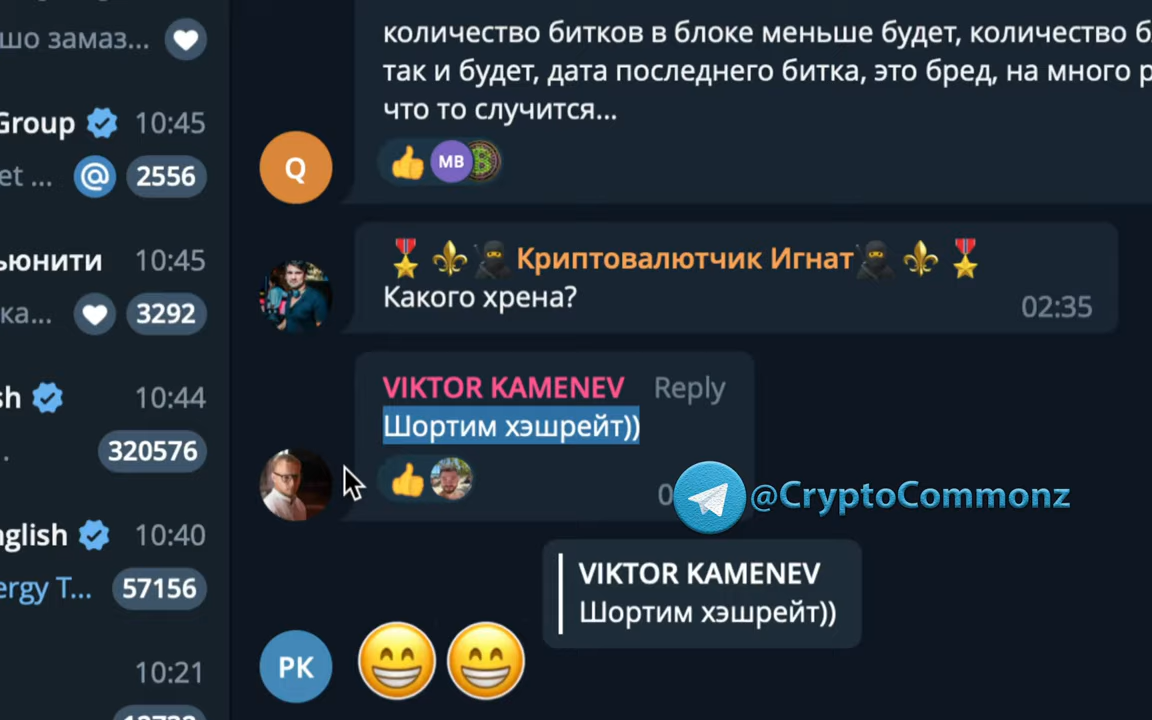 шо замаз...
Group 10:45
et ... @ 2556
ьюнити 10:45
ка... 3292
sh 10:44
. 320576
nglish 10:40
ergy T... 57156
10:21
количество битков в блоке меньше будет, количество б
так и будет, дата последнего битка, это бред, на много р
что то случится...
Q
MB
Криптовалютчик Игнат
Какого хрена?
02:35
VIKTOR KAMENEV Reply
Шортим хэшрейт))
0
@CryptoCommonz
VIKTOR KAMENEV
Шортим хэшрейт))
PK